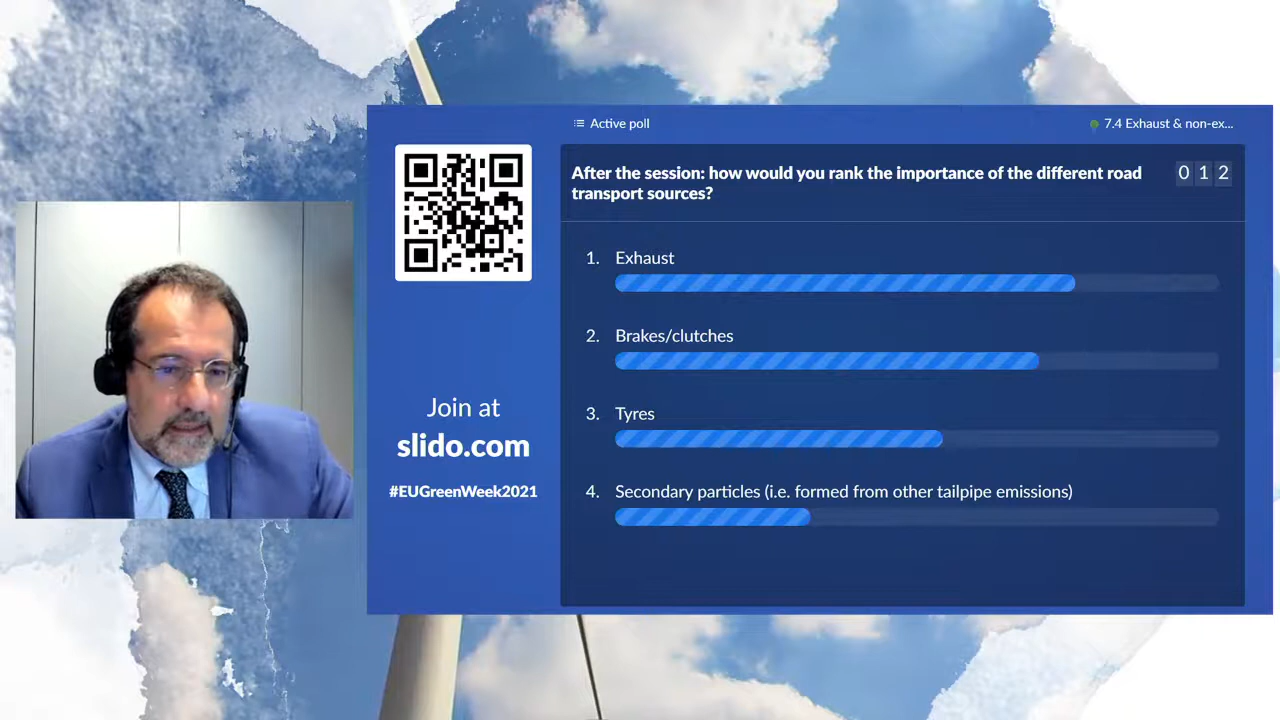 Active poll
7.4 Exhaust & non-ex...
After the session: how would you rank the importance of the different road
transport sources?
0 1 2
1. Exhaust
2. Brakes/clutches
3. Tyres
4. Secondary particles (i.e. formed from other tailpipe emissions)
Join at
slido.com
#EUGreenWeek2021